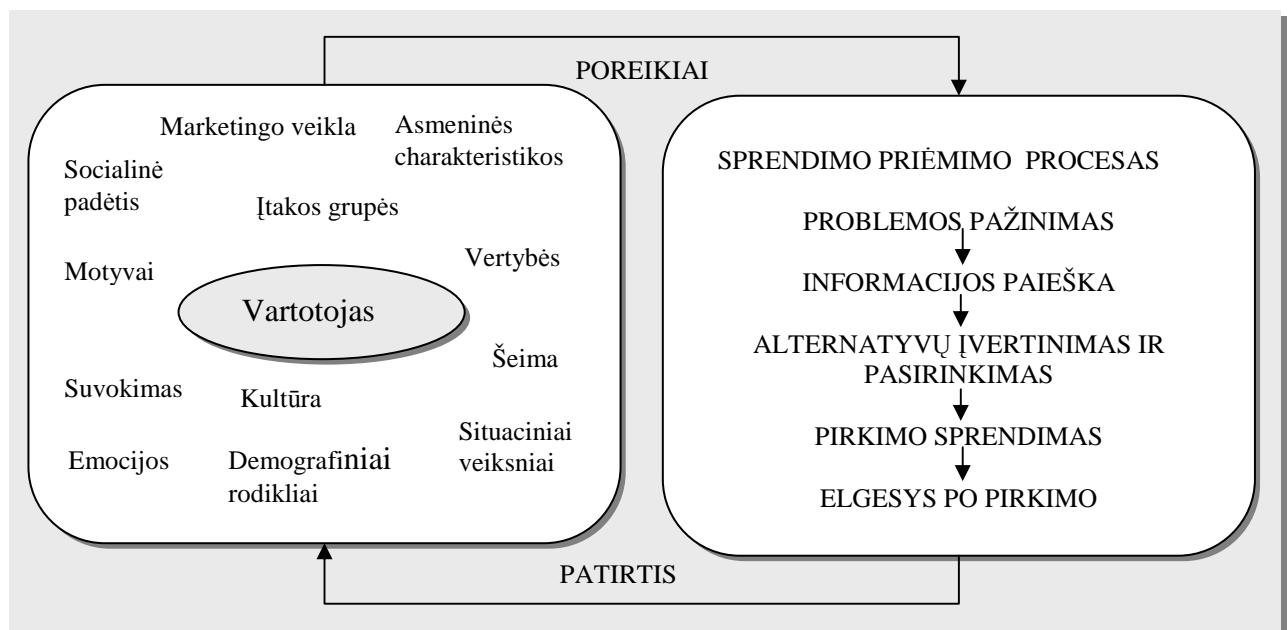 POREIKIAI
Marketingo veikla
Asmeninės
charakteristikos
Socialinė
padėtis
Įtakos grupės
Motyvai
Vertybės
Vartotojas
Šeima
Suvokimas
Kultūra
Situaciniai
veiksniai
Emocijos
Demografiniai
rodikliai
SPRENDIMO PRIĖMIMO PROCESAS
PROBLEMOS PAŽINIMAS
INFORMACIJOS PAIEŠKA
ALTERNATYVŲ ĮVERTINIMAS IR
PASIRINKIMAS
PIRKIMO SPRENDIMAS
ELGESYS PO PIRKIMO
PATIRTIS